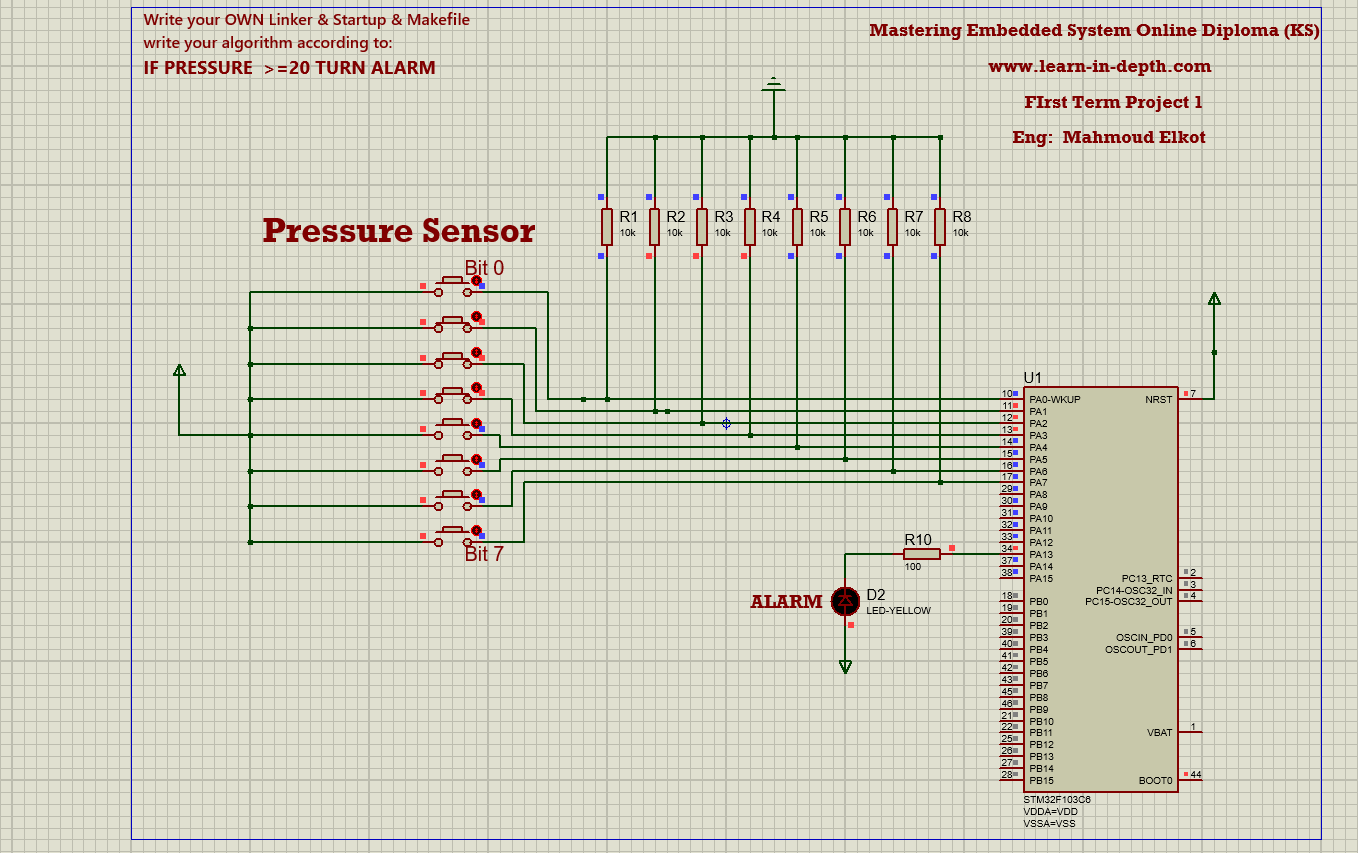 Write your OWN Linker & Startup & Makefile
write your algorithm according to:
IF PRESSURE >=20 TURN ALARM
Mastering Embedded System Online Diploma (KS)
www.learn-in-depth.com
FIrst Term Project 1
Eng: Mahmoud Elkot
Pressure Sensor
Bit 0
Bit 7
R1
10k
R2
10k
R3
10k
R4
10k
R5
10k
R6
10k
R7
10k
R8
10k
R10
100
ALARM
D2
LED-YELLOW
U1
10 PA0-WKUP
11 PA1
12 PA2
13 PA3
14 PA4
15 PA5
16 PA6
17 PA7
29 PA8
30 PA9
31 PA10
32 PA11
33 PA12
34 PA13
37 PA14
38 PA15
18 PB0
19 PB1
20 PB2
39 PB3
40 PB4
41 PB5
42 PB6
43 PB7
45 PB8
46 PB9
21 PB10
22 PB11
25 PB12
26 PB13
27 PB14
28 PB15
NRST 7
PC13_RTC 2
PC14-OSC32_IN 3
PC15-OSC32_OUT 4
OSCIN_PD0 5
OSCOUT_PD1 6
VBAT 1
BOOT0 44
STM32F103C6
VDDA=VDD
VSSA=VSS